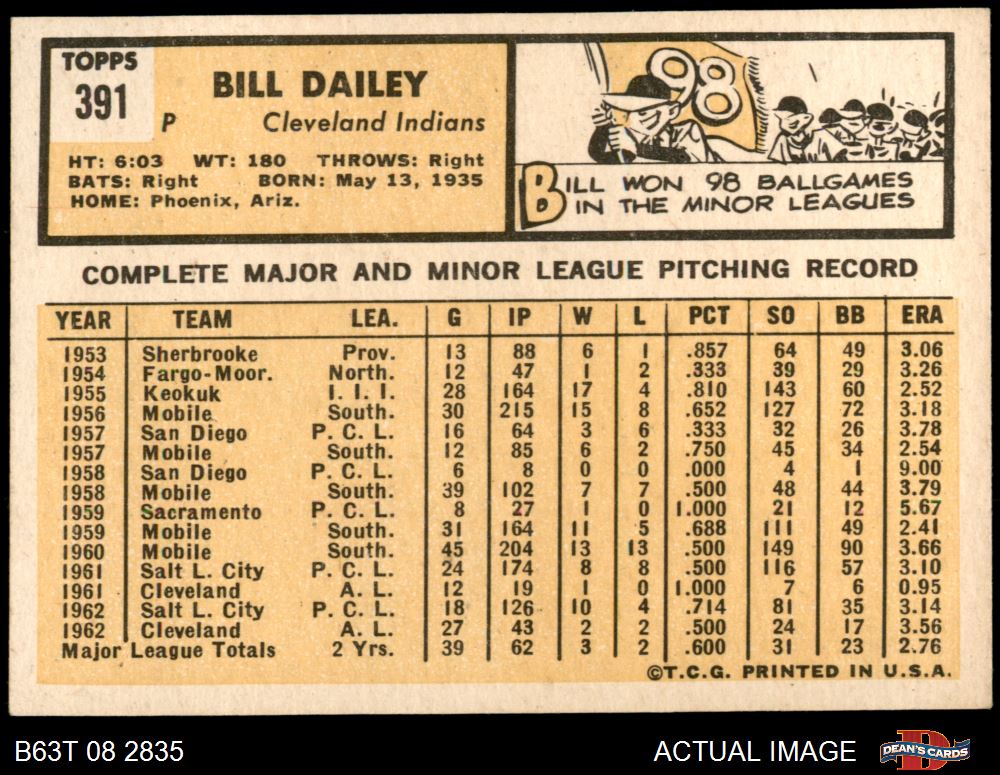 TOPPS
391
P
BILL DAILEY
Cleveland Indians
HT: 6:03 WT: 180 THROWS: Right
BATS: Right BORN: May 13, 1935
HOME: Phoenix, Ariz.
98
BILL WON 98 BALLGAMES
IN THE MINOR LEAGUES
COMPLETE MAJOR AND MINOR LEAGUE PITCHING RECORD
YEAR TEAM LEA. G IP W L PCT SO BB ERA
1953 Sherbrooke Prov. 13 88 6 1 .857 64 49 3.06
1954 Fargo-Moor. North. 12 47 1 2 .333 39 29 3.26
1955 Keokuk I. I. I. 28 164 17 4 .810 143 60 2.52
1956 Mobile South. 30 215 15 8 .652 127 72 3.18
1957 San Diego P. C. L. 16 64 3 6 .333 32 26 3.78
1957 Mobile South. 12 85 6 2 .750 45 34 2.54
1958 San Diego P. C. L. 6 8 0 0 .000 4 1 9.00
1958 Mobile South. 39 102 7 7 .500 48 44 3.79
1959 Sacramento P. C. L. 8 27 1 0 1.000 21 12 5.67
1959 Mobile South. 31 164 11 5 .688 111 49 2.41
1960 Mobile South. 45 204 13 13 .500 149 90 3.66
1961 Salt L. City P. C. L. 24 174 8 8 .500 116 57 3.10
1961 Cleveland A. L. 12 19 1 0 1.000 7 6 0.95
1962 Salt L. City P. C. L. 18 126 10 4 .714 81 35 3.14
1962 Cleveland A. L. 27 43 2 2 .500 24 17 3.56
Major League Totals 2 Yrs. 39 62 3 2 .600 31 23 2.76
©T.C.G. PRINTED IN U.S.A.
B63T 08 2835 ACTUAL IMAGE DEAN'S CARDS